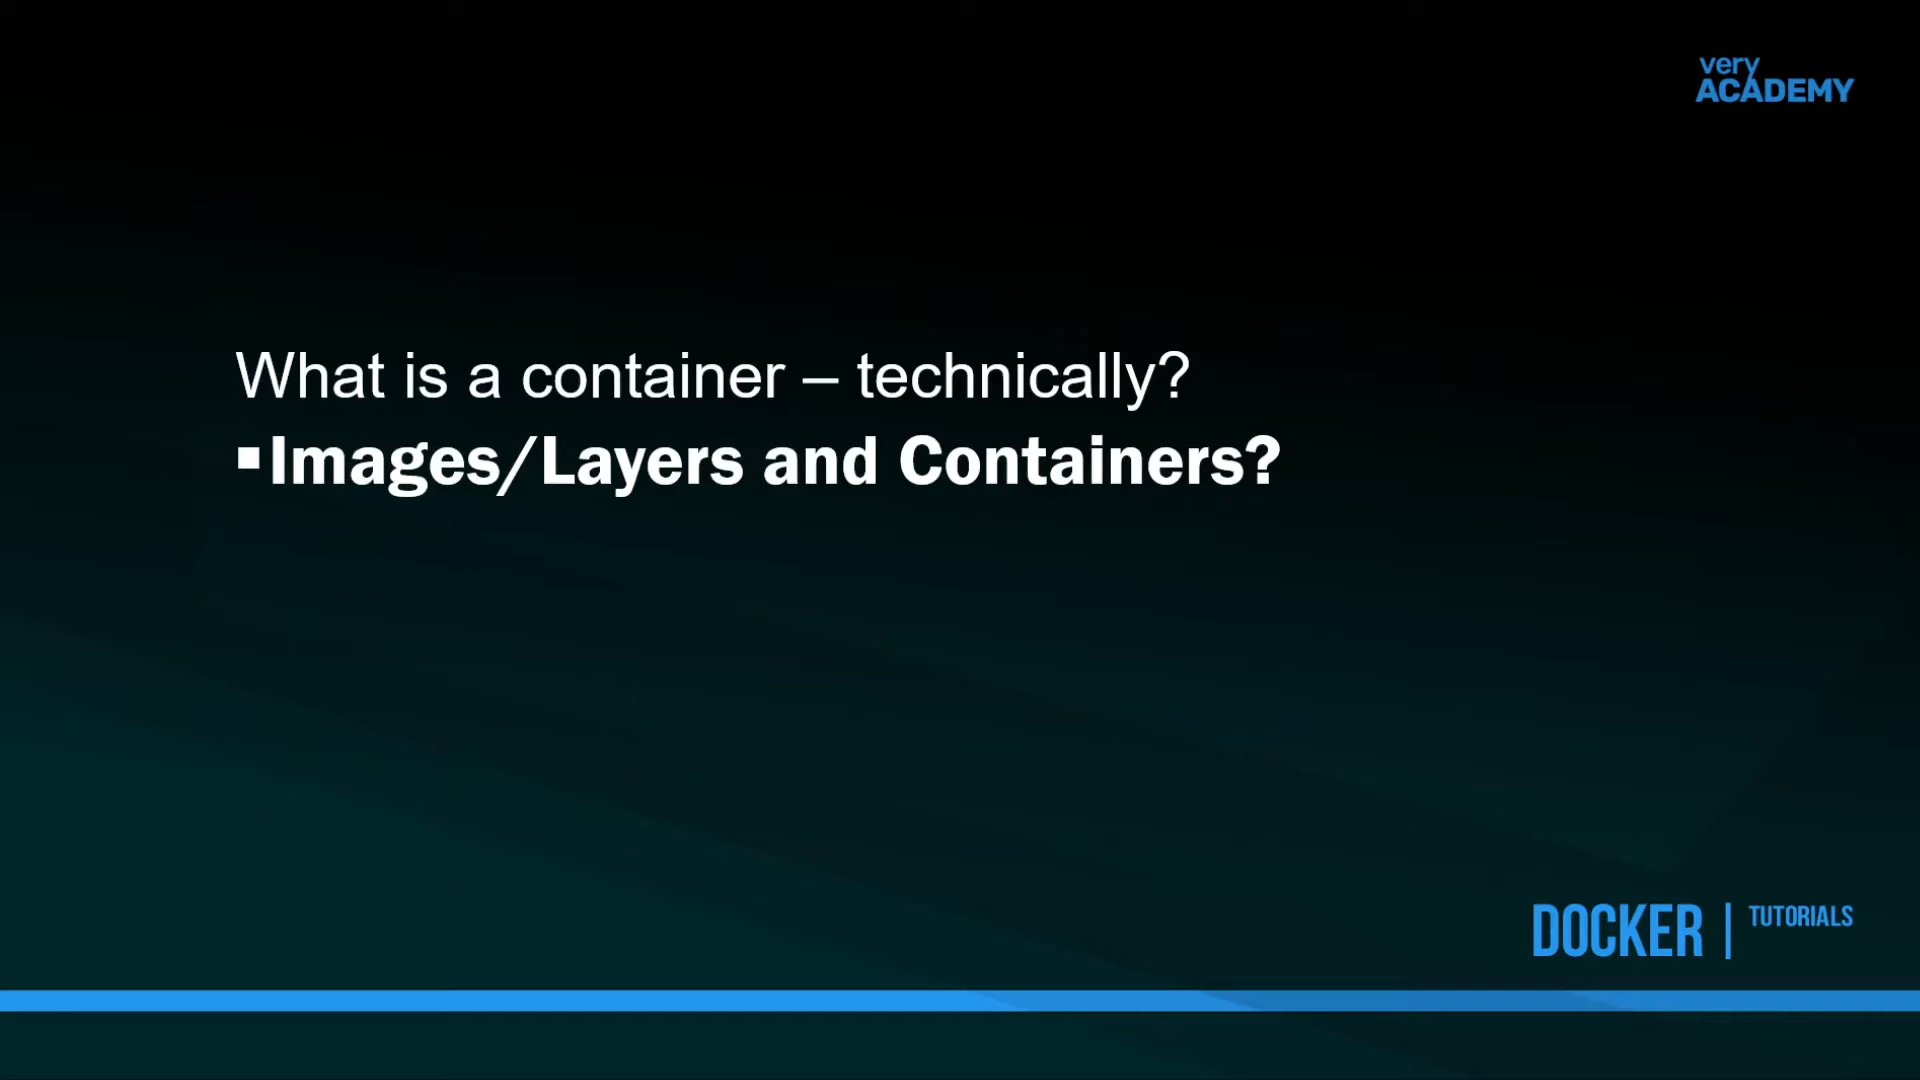 very
ACADEMY
What is a container – technically?
▪Images/Layers and Containers?
DOCKER | TUTORIALS